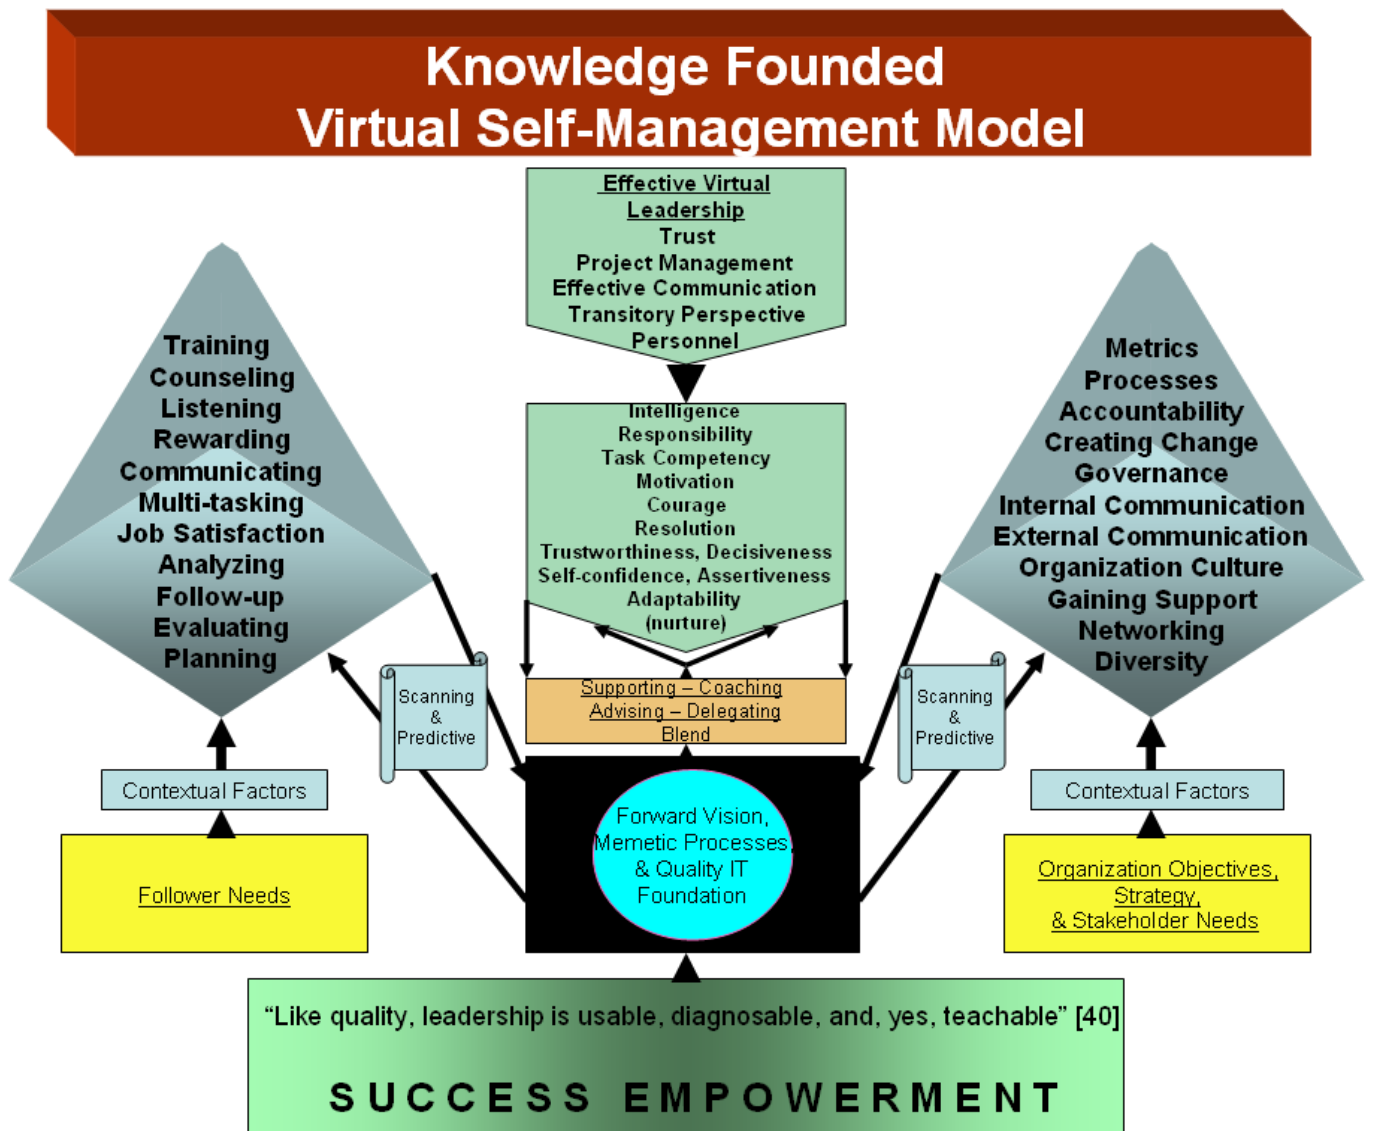 Knowledge Founded
Virtual Self-Management Model
Effective Virtual
Leadership
Trust
Project Management
Effective Communication
Transitory Perspective
Personnel
Training
Counseling
Listening
Rewarding
Communicating
Multi-tasking
Job Satisfaction
Analyzing
Follow-up
Evaluating
Planning
Intelligence
Responsibility
Task Competency
Motivation
Courage
Resolution
Trustworthiness, Decisiveness
Self-confidence, Assertiveness
Adaptability
(nurture)
Metrics
Processes
Accountability
Creating Change
Governance
Internal Communication
External Communication
Organization Culture
Gaining Support
Networking
Diversity
Scanning
&
Predictive
Supporting – Coaching
Advising – Delegating
Blend
Scanning
&
Predictive
Contextual Factors
Follower Needs
Forward Vision,
Memetic Processes,
& Quality IT
Foundation
Contextual Factors
Organization Objectives,
Strategy,
& Stakeholder Needs
“Like quality, leadership is usable, diagnosable, and, yes, teachable” [40]
SUCCESS EMPOWERMENT